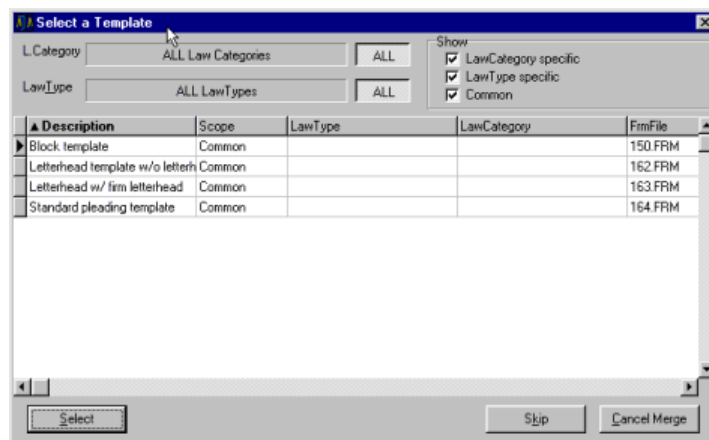 Select a Template
L.Category ALL Law Categories ALL
LawType ALL LawTypes ALL
Show
LawCategory specific
LawType specific
Common
Description Scope LawType LawCategory FrmFile
Block template Common 150.FRM
Letterhead template w/o letterh Common 162.FRM
Letterhead w/ firm letterhead Common 163.FRM
Standard pleading template Common 164.FRM
Select Skip Cancel Merge